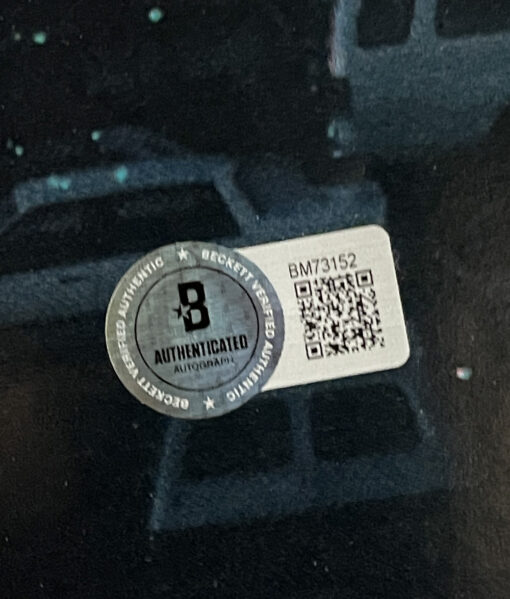 BECKETT VERIFIED AUTHENTIC
BECKETT VERIFIED AUTHENTIC
B
AUTHENTICATED
AUTOGRAPH
BM73152